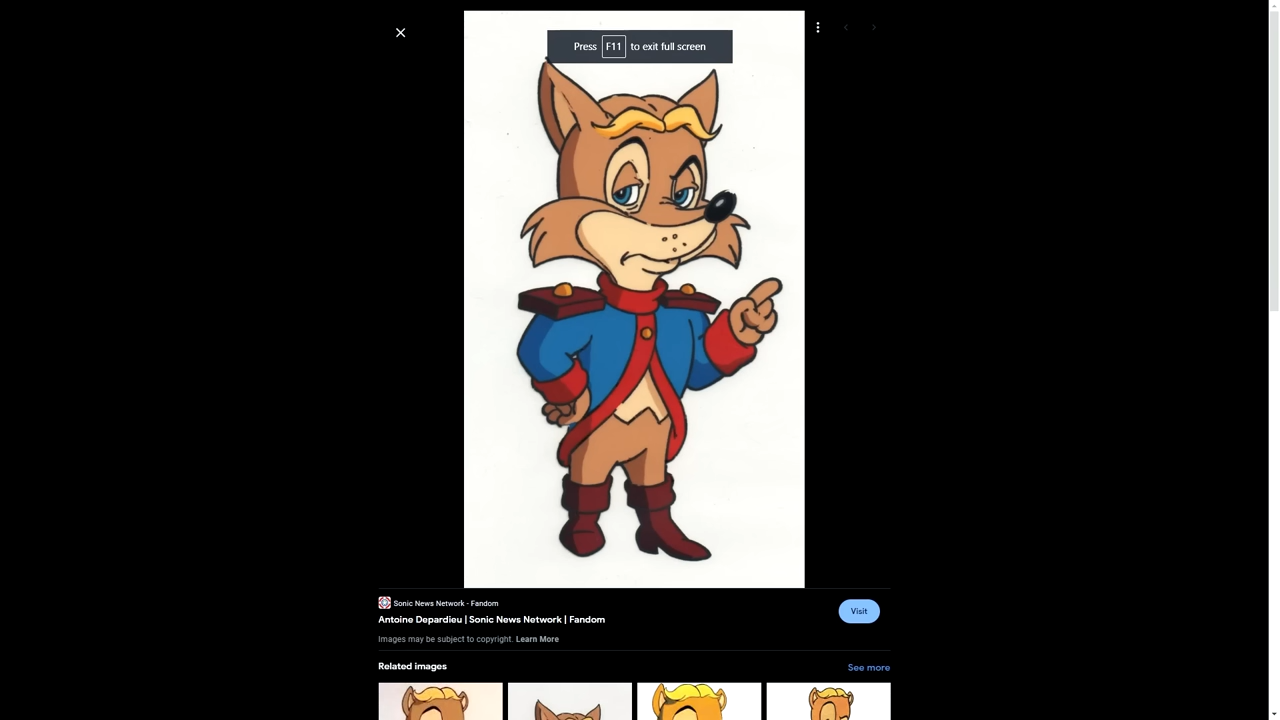 Press F11 to exit full screen
Sonic News Network - Fandom
Visit
Antoine Depardieu | Sonic News Network | Fandom
Images may be subject to copyright. Learn More
Related images
See more